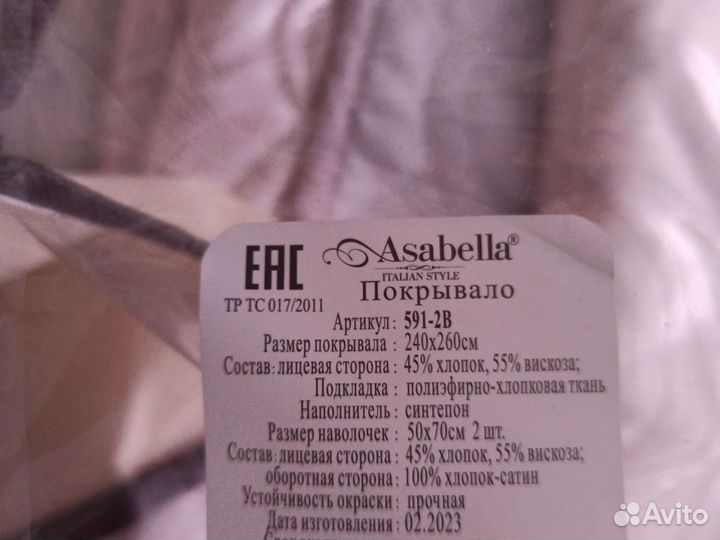 EAC
ТР ТС 017/2011
Asabella®
ITALIAN STYLE
Покрывало
Артикул: 591-2В
Размер покрывала: 240х260см
Состав: лицевая сторона: 45% хлопок, 55% вискоза;
Подкладка: полиэфирно-хлопковая ткань
Наполнитель: синтепон
Размер наволочек: 50х70см 2 шт.
Состав: лицевая сторона: 45% хлопок, 55% вискоза;
оборотная сторона: 100% хлопок-сатин
Устойчивость окраски: прочная
Дата изготовления: 02.2023
Avito